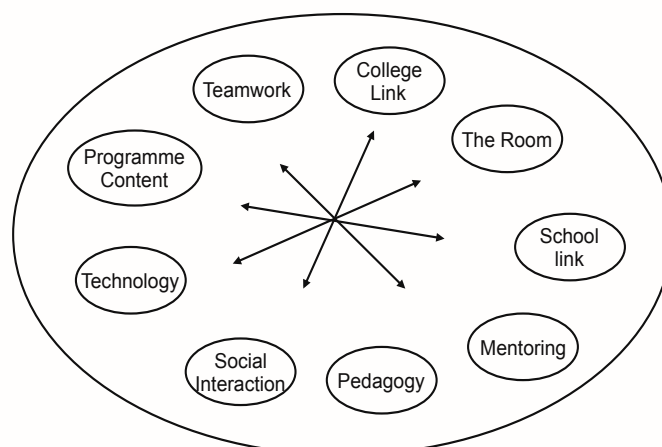 College
Link
Teamwork
The Room
Programme
Content
School
link
Technology
Mentoring
Social
Interaction
Pedagogy